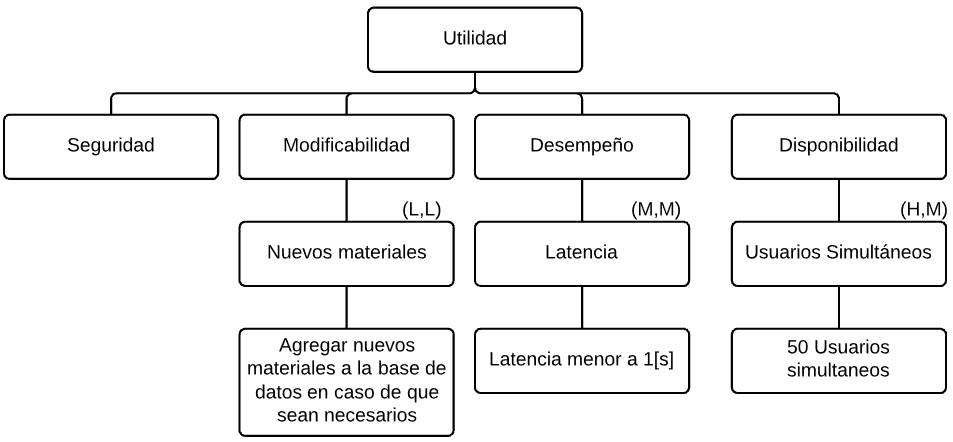 Utilidad
Seguridad
Modificabilidad
Desempeño
Disponibilidad
(L,L)
(M,M)
(H,M)
Nuevos materiales
Latencia
Usuarios Simultáneos
Agregar nuevos
materiales a la base de
datos en caso de que
sean necesarios
Latencia menor a 1[s]
50 Usuarios
simultaneos